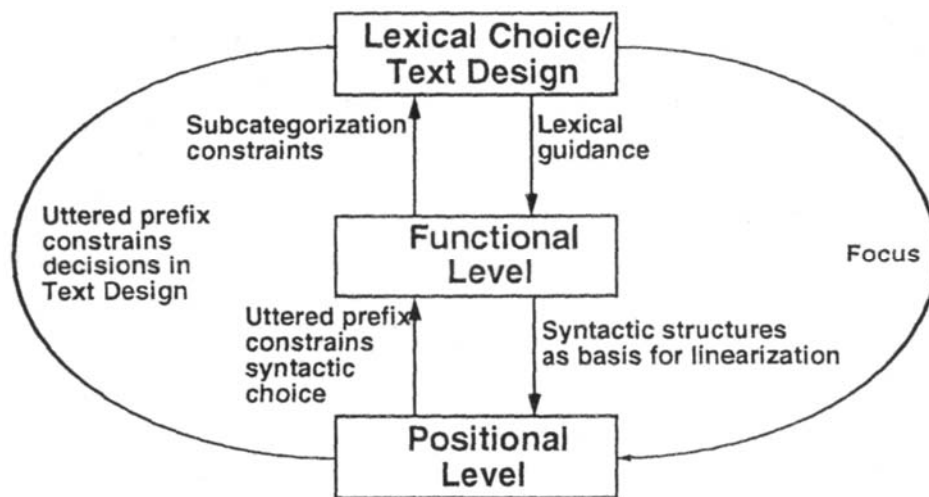 Lexical Choice/
Text Design
Subcategorization
constraints
Lexical
guidance
Uttered prefix
constrains
decisions in
Text Design
Functional
Level
Focus
Uttered prefix
constrains
syntactic
choice
Syntactic structures
as basis for linearization
Positional
Level